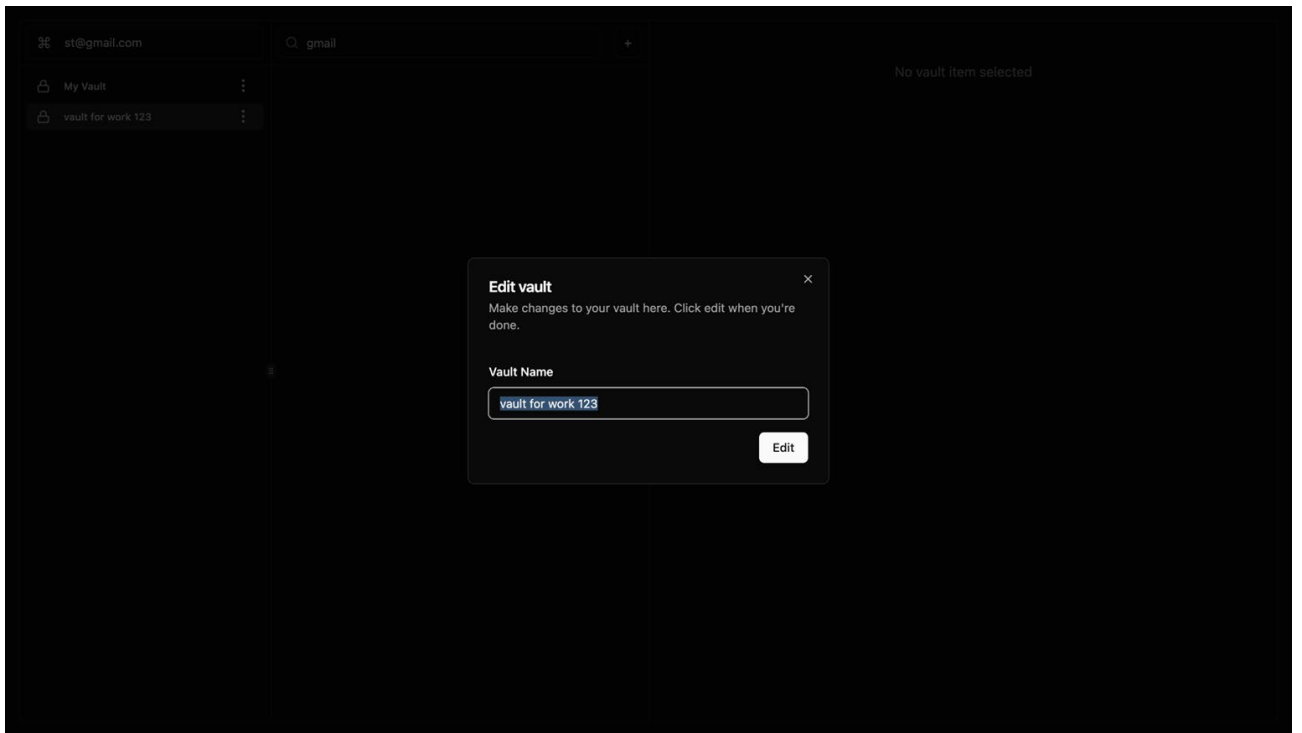 ⌘ st@gmail.com
gmail
+
No vault item selected
My Vault
vault for work 123
Edit vault
Make changes to your vault here. Click edit when you're
done.
Vault Name
vault for work 123
Edit